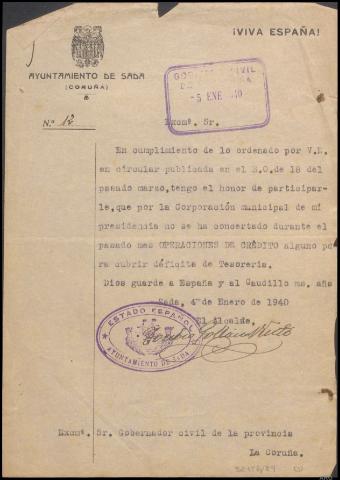 ¡VIVA ESPAÑA!
AYUNTAMIENTO DE SADA
(CORUÑA)
GOBIERNO CIVIL
-5 ENE
N.º 12
Excmº. Sr.
En cumplimiento de lo ordenado por V.E.
en circular publicada en el B.O. de 18 del
pasado marzo, tengo el honor de participar-
le, que por la Corporación municipal de mi
presidencia no se ha concertado durante el
pasado mes OPERACIONES DE CRÉDITO alguno pa
ra cubrir déficits de Tesoreria.
Dios guarde a España y al Caudillo ms. añs
Sada, 4 de Enero de 1940
El Alcalde,
ESTADO ESPAÑOL
AYUNTAMIENTO DE SADA
Excmº. Sr. Gobernador civil de la provincia
La Coruña.